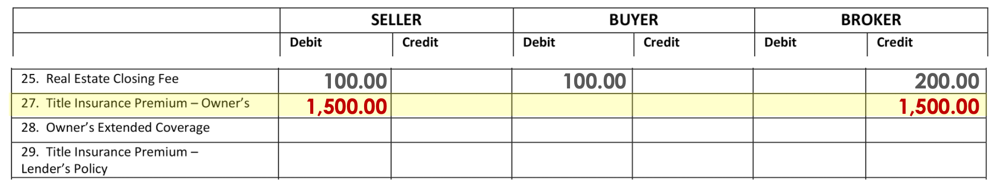 SELLER BUYER BROKER
Debit Credit Debit Credit Debit Credit
25. Real Estate Closing Fee 100.00 100.00 200.00
27. Title Insurance Premium – Owner’s 1,500.00 1,500.00
28. Owner’s Extended Coverage
29. Title Insurance Premium –
Lender’s Policy